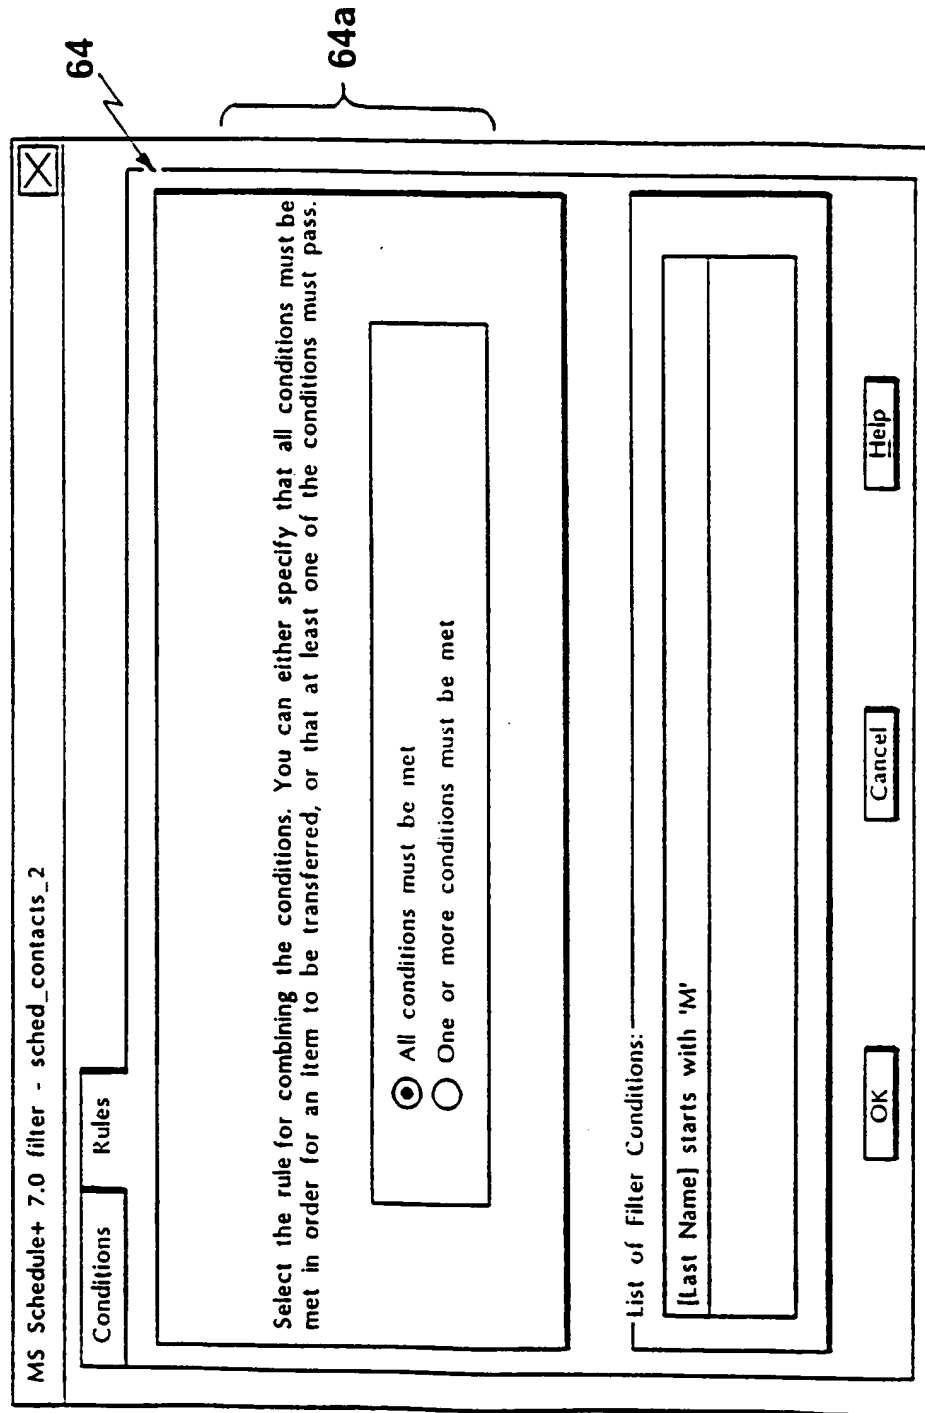 64
64a
MS Schedule+ 7.0 filter - sched_contacts_2
Conditions
Rules
Select the rule for combining the conditions. You can either specify that all conditions must be
met in order for an item to be transferred, or that at least one of the conditions must pass.
All conditions must be met
One or more conditions must be met
List of Filter Conditions:
[Last Name] starts with 'M'
OK
Cancel
Help